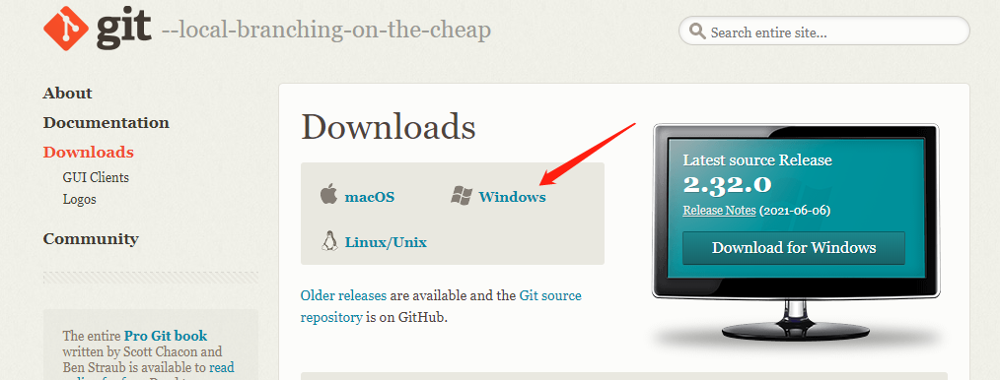 git --local-branching-on-the-cheap
Search entire site...
About
Documentation
Downloads
GUI Clients
Logos
Community
The entire Pro Git book
written by Scott Chacon and
Ben Straub is available to read
Downloads
macOS
Windows
Linux/Unix
Older releases are available and the Git source
repository is on GitHub.
Latest source Release
2.32.0
Release Notes (2021-06-06)
Download for Windows